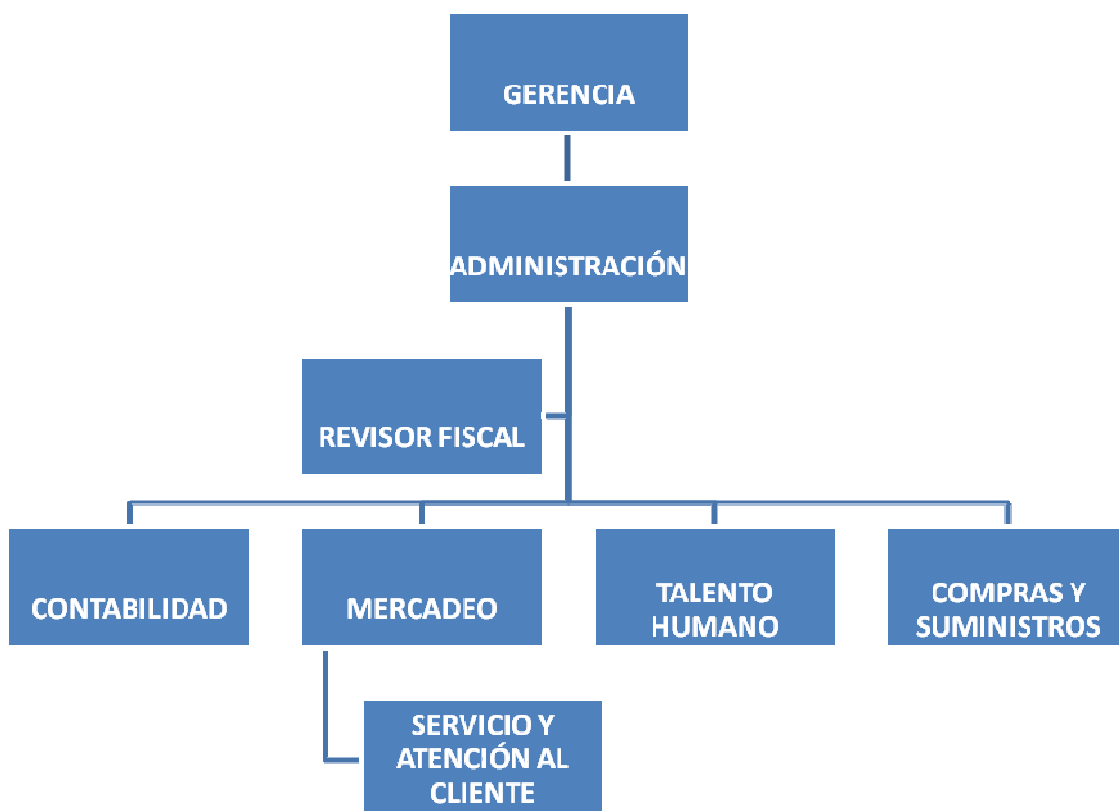 GERENCIA
ADMINISTRACIÓN
REVISOR FISCAL
CONTABILIDAD
MERCADEO
TALENTO
HUMANO
COMPRAS Y
SUMINISTROS
SERVICIO Y
ATENCIÓN AL
CLIENTE